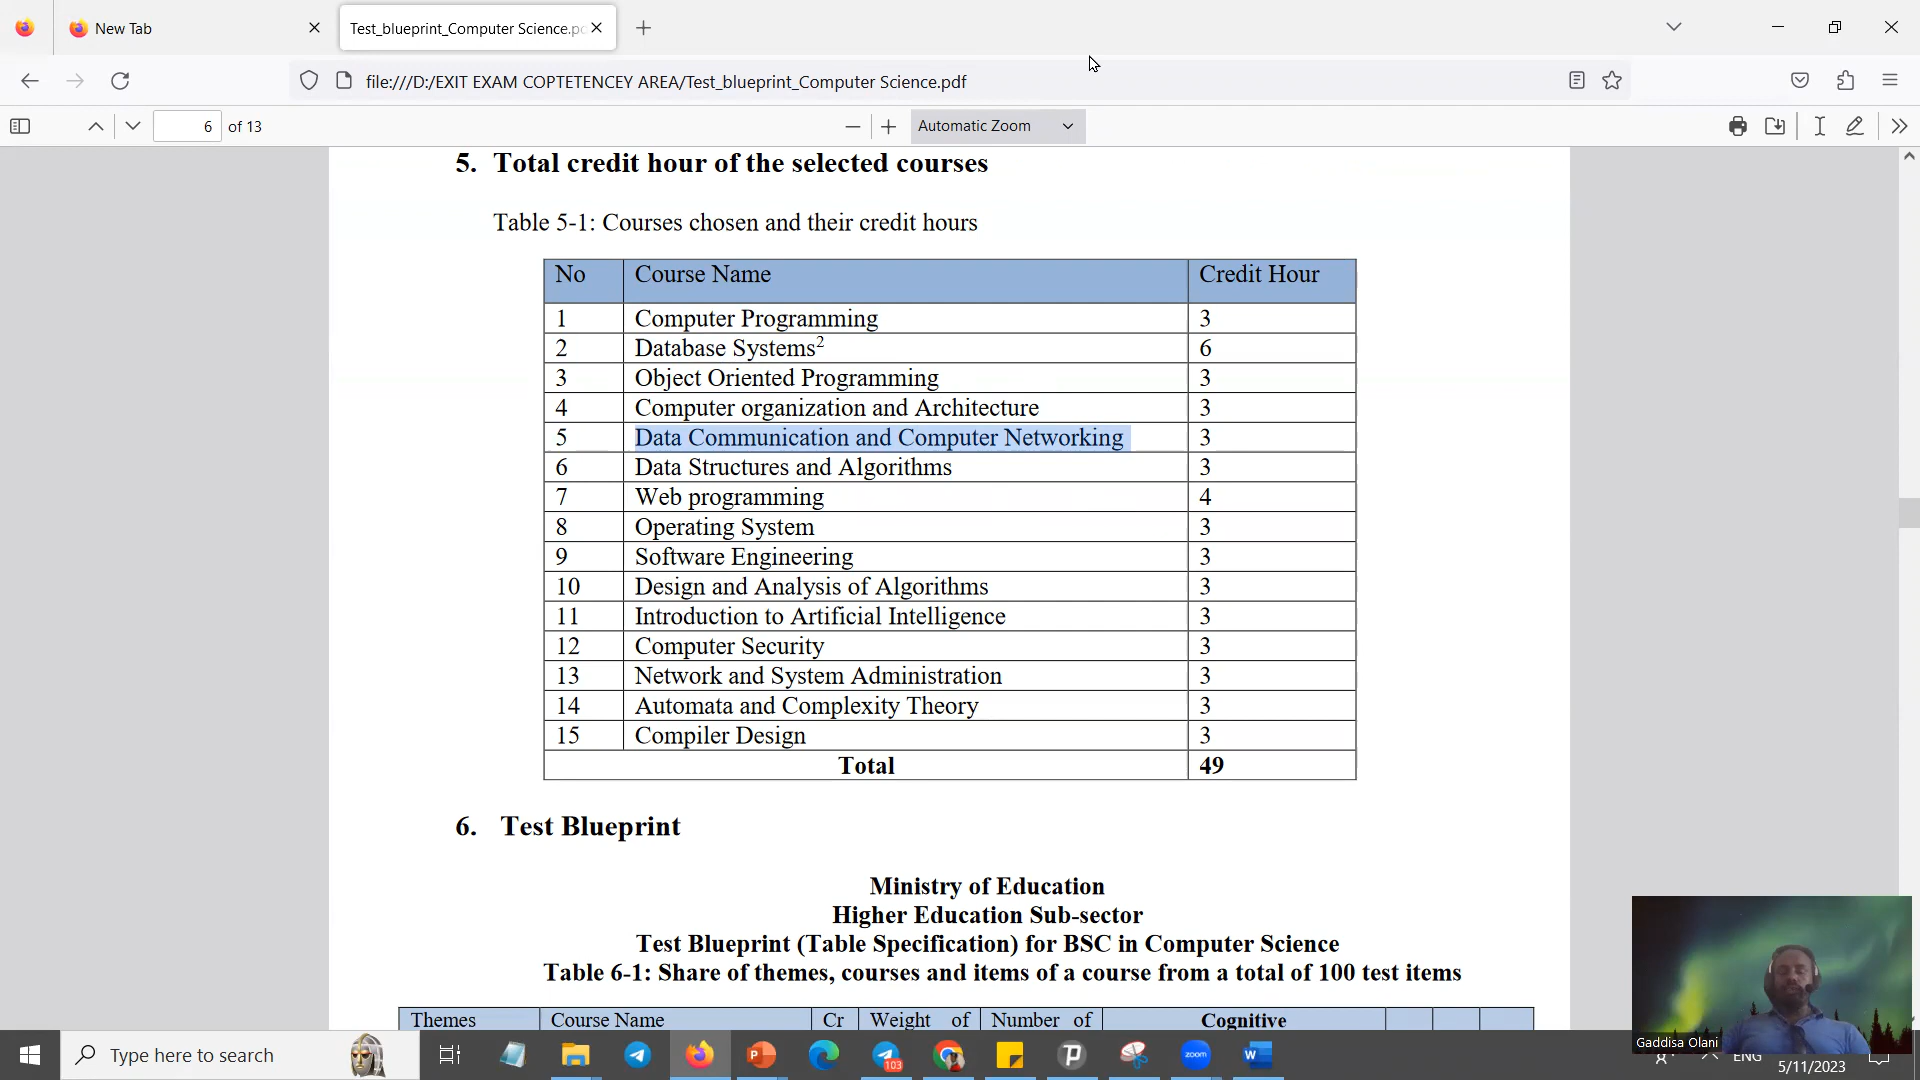 New Tab
Test_blueprint_Computer Science.pd
file:///D:/EXIT EXAM COPTETENCEY AREA/Test_blueprint_Computer Science.pdf
6 of 13
Automatic Zoom
5. Total credit hour of the selected courses
Table 5-1: Courses chosen and their credit hours
No Course Name Credit Hour
1 Computer Programming 3
2 Database Systems2 6
3 Object Oriented Programming 3
4 Computer organization and Architecture 3
5 Data Communication and Computer Networking 3
6 Data Structures and Algorithms 3
7 Web programming 4
8 Operating System 3
9 Software Engineering 3
10 Design and Analysis of Algorithms 3
11 Introduction to Artificial Intelligence 3
12 Computer Security 3
13 Network and System Administration 3
14 Automata and Complexity Theory 3
15 Compiler Design 3
Total 49
6. Test Blueprint
Ministry of Education
Higher Education Sub-sector
Test Blueprint (Table Specification) for BSC in Computer Science
Table 6-1: Share of themes, courses and items of a course from a total of 100 test items
Themes Course Name Cr Weight of Number of Cognitive
Gaddisa Olani
Type here to search
103
zoom
ENG
5/11/2023